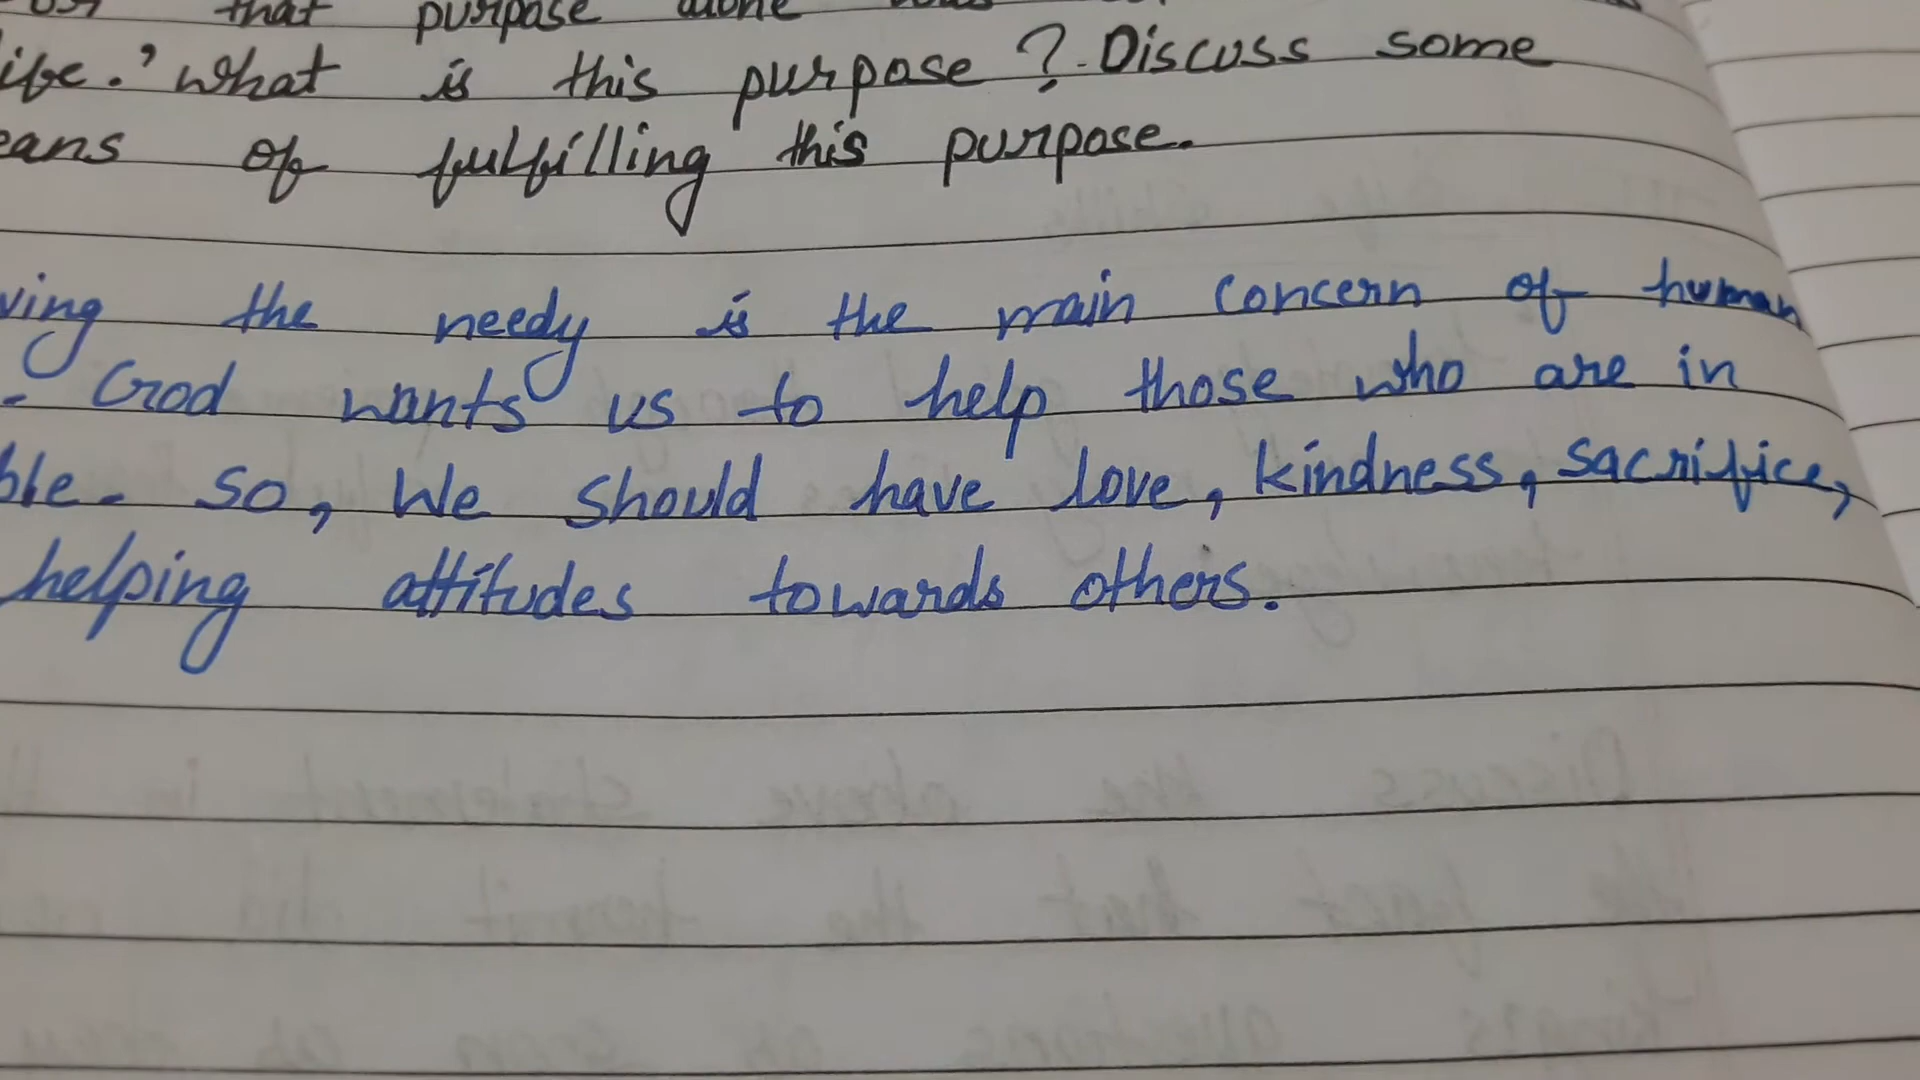 that purpose alone
ife.' what is this purpose ?. Discuss some
eans of fulfilling this purpose.
ving the needy is the main concern of human
- God wants us to help those who are in
ble- so, We should have love, kindness, sacrifice,
helping attitudes towards others.